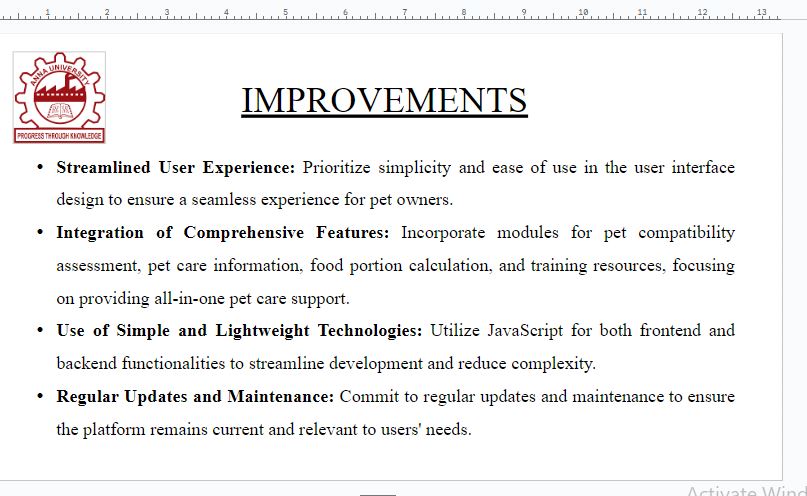 1 2 3 4 5 6 7 8 9 10 11 12 13
ANNA UNIVERSITY
PROGRESS THROUGH KNOWLEDGE
IMPROVEMENTS
• Streamlined User Experience: Prioritize simplicity and ease of use in the user interface
design to ensure a seamless experience for pet owners.
• Integration of Comprehensive Features: Incorporate modules for pet compatibility
assessment, pet care information, food portion calculation, and training resources, focusing
on providing all-in-one pet care support.
• Use of Simple and Lightweight Technologies: Utilize JavaScript for both frontend and
backend functionalities to streamline development and reduce complexity.
• Regular Updates and Maintenance: Commit to regular updates and maintenance to ensure
the platform remains current and relevant to users' needs.
Activate Wind